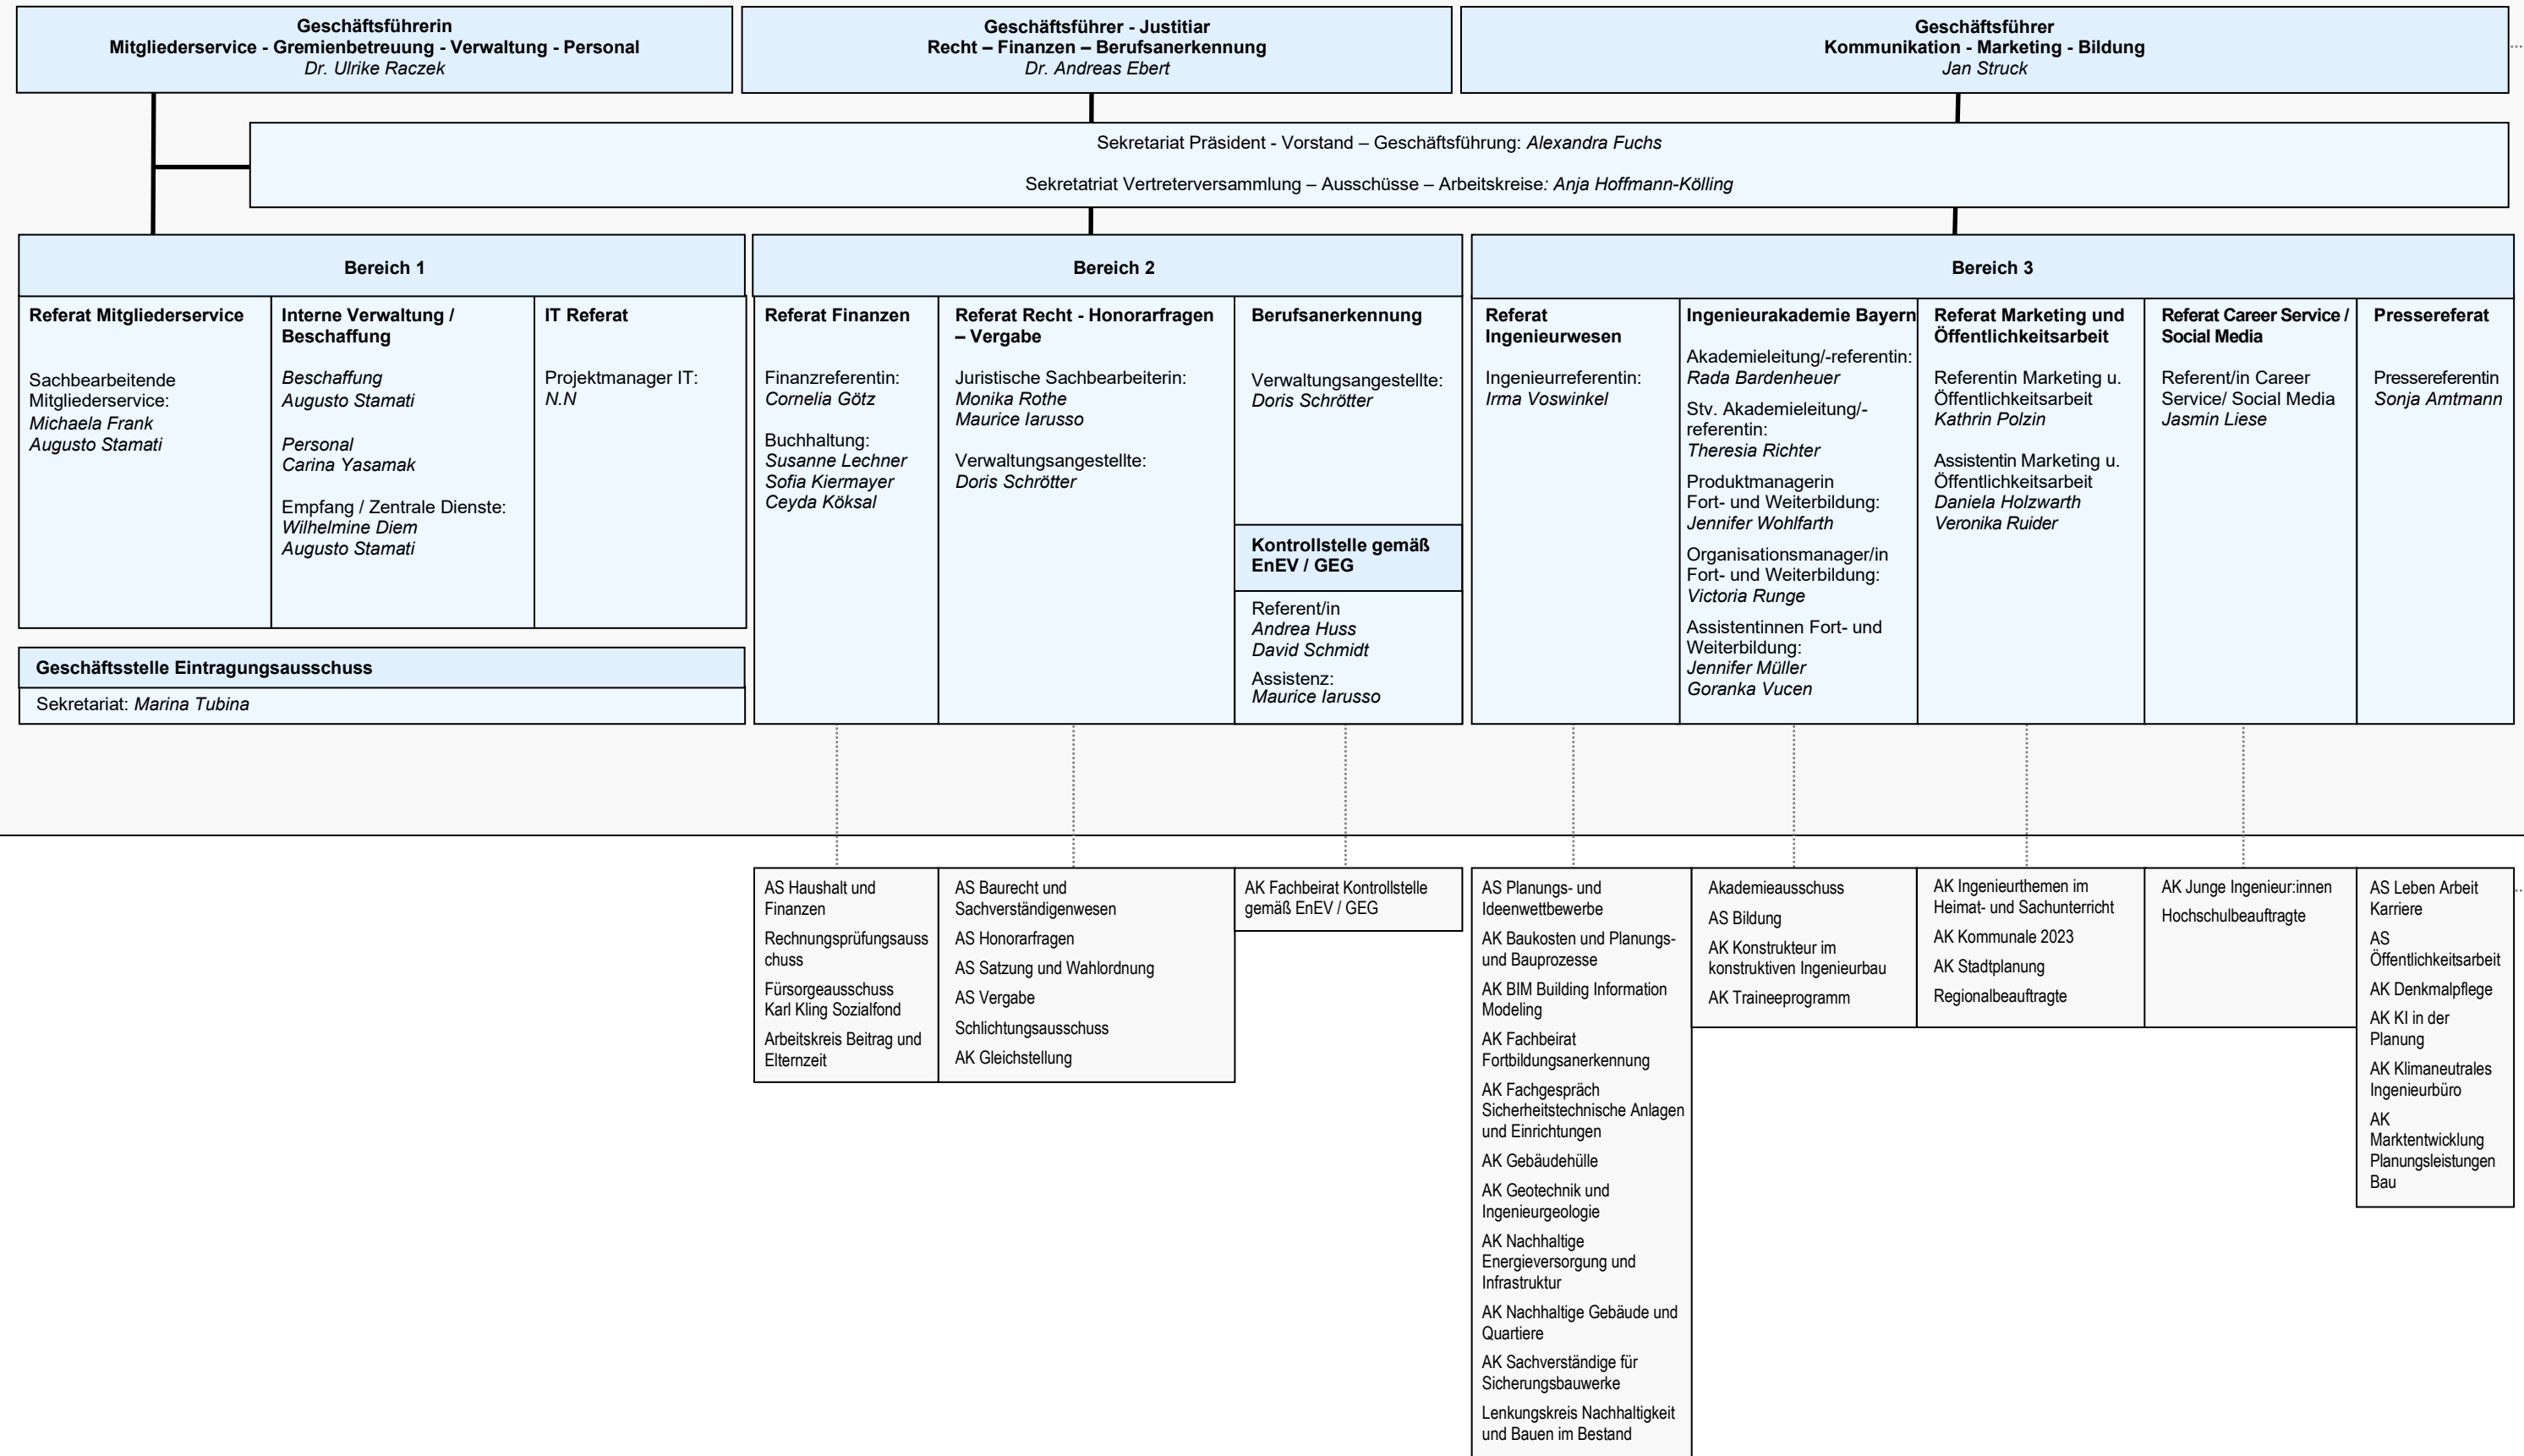 Geschäftsführerin
Mitgliederservice - Gremienbetreuung - Verwaltung - Personal
Dr. Ulrike Raczek
Geschäftsführer - Justitiar
Recht – Finanzen – Berufsanerkennung
Dr. Andreas Ebert
Geschäftsführer
Kommunikation - Marketing - Bildung
Jan Struck
Sekretariat Präsident - Vorstand – Geschäftsführung: Alexandra Fuchs
Sekretatriat Vertreterversammlung – Ausschüsse – Arbeitskreise: Anja Hoffmann-Kölling
Bereich 1
Referat Mitgliederservice
Sachbearbeitende
Mitgliederservice:
Michaela Frank
Augusto Stamati
Interne Verwaltung /
Beschaffung
Beschaffung
Augusto Stamati
Personal
Carina Yasamak
Empfang / Zentrale Dienste:
Wilhelmine Diem
Augusto Stamati
IT Referat
Projektmanager IT:
N.N
Geschäftsstelle Eintragungsausschuss
Sekretariat: Marina Tubina
Bereich 2
Referat Finanzen
Finanzreferentin:
Cornelia Götz
Buchhaltung:
Susanne Lechner
Sofia Kiermayer
Ceyda Köksal
Referat Recht - Honorarfragen
– Vergabe
Juristische Sachbearbeiterin:
Monika Rothe
Maurice Iarusso
Verwaltungsangestellte:
Doris Schrötter
Berufsanerkennung
Verwaltungsangestellte:
Doris Schrötter
Kontrollstelle gemäß
EnEV / GEG
Referent/in
Andrea Huss
David Schmidt
Assistenz:
Maurice Iarusso
Bereich 3
Referat
Ingenieurwesen
Ingenieurreferentin:
Irma Voswinkel
Ingenieurakademie Bayern
Akademieleitung/-referentin:
Rada Bardenheuer
Stv. Akademieleitung/-
referentin:
Theresia Richter
Produktmanagerin
Fort- und Weiterbildung:
Jennifer Wohlfarth
Organisationsmanager/in
Fort- und Weiterbildung:
Victoria Runge
Assistentinnen Fort- und
Weiterbildung:
Jennifer Müller
Goranka Vucen
Referat Marketing und
Öffentlichkeitsarbeit
Referentin Marketing u.
Öffentlichkeitsarbeit
Kathrin Polzin
Assistentin Marketing u.
Öffentlichkeitsarbeit
Daniela Holzwarth
Veronika Ruider
Referat Career Service /
Social Media
Referent/in Career
Service/ Social Media
Jasmin Liese
Pressereferat
Pressereferentin
Sonja Amtmann
AS Haushalt und
Finanzen
Rechnungsprüfungsauss
chuss
Fürsorgeausschuss
Karl Kling Sozialfond
Arbeitskreis Beitrag und
Elternzeit
AS Baurecht und
Sachverständigenwesen
AS Honorarfragen
AS Satzung und Wahlordnung
AS Vergabe
Schlichtungsausschuss
AK Gleichstellung
AK Fachbeirat Kontrollstelle
gemäß EnEV / GEG
AS Planungs- und
Ideenwettbewerbe
AK Baukosten und Planungs-
und Bauprozesse
AK BIM Building Information
Modeling
AK Fachbeirat
Fortbildungsanerkennung
AK Fachgespräch
Sicherheitstechnische Anlagen
und Einrichtungen
AK Gebäudehülle
AK Geotechnik und
Ingenieurgeologie
AK Nachhaltige
Energieversorgung und
Infrastruktur
AK Nachhaltige Gebäude und
Quartiere
AK Sachverständige für
Sicherungsbauwerke
Lenkungskreis Nachhaltigkeit
und Bauen im Bestand
Akademieausschuss
AS Bildung
AK Konstrukteur im
konstruktiven Ingenieurbau
AK Traineeprogramm
AK Ingenieurthemen im
Heimat- und Sachunterricht
AK Kommunale 2023
AK Stadtplanung
Regionalbeauftragte
AK Junge Ingenieur:innen
Hochschulbeauftragte
AS Leben Arbeit
Karriere
AS
Öffentlichkeitsarbeit
AK Denkmalpflege
AK KI in der
Planung
AK Klimaneutrales
Ingenieurbüro
AK
Marktentwicklung
Planungsleistungen
Bau